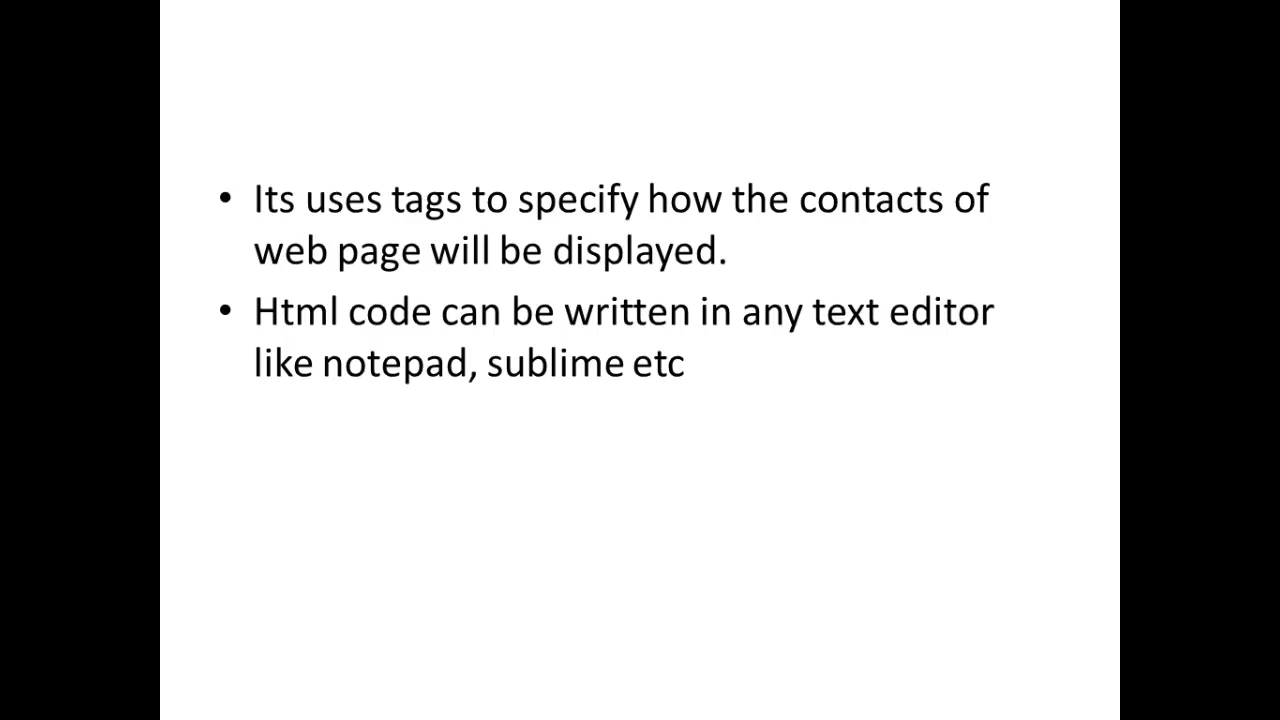 • Its uses tags to specify how the contacts of
web page will be displayed.
• Html code can be written in any text editor
like notepad, sublime etc